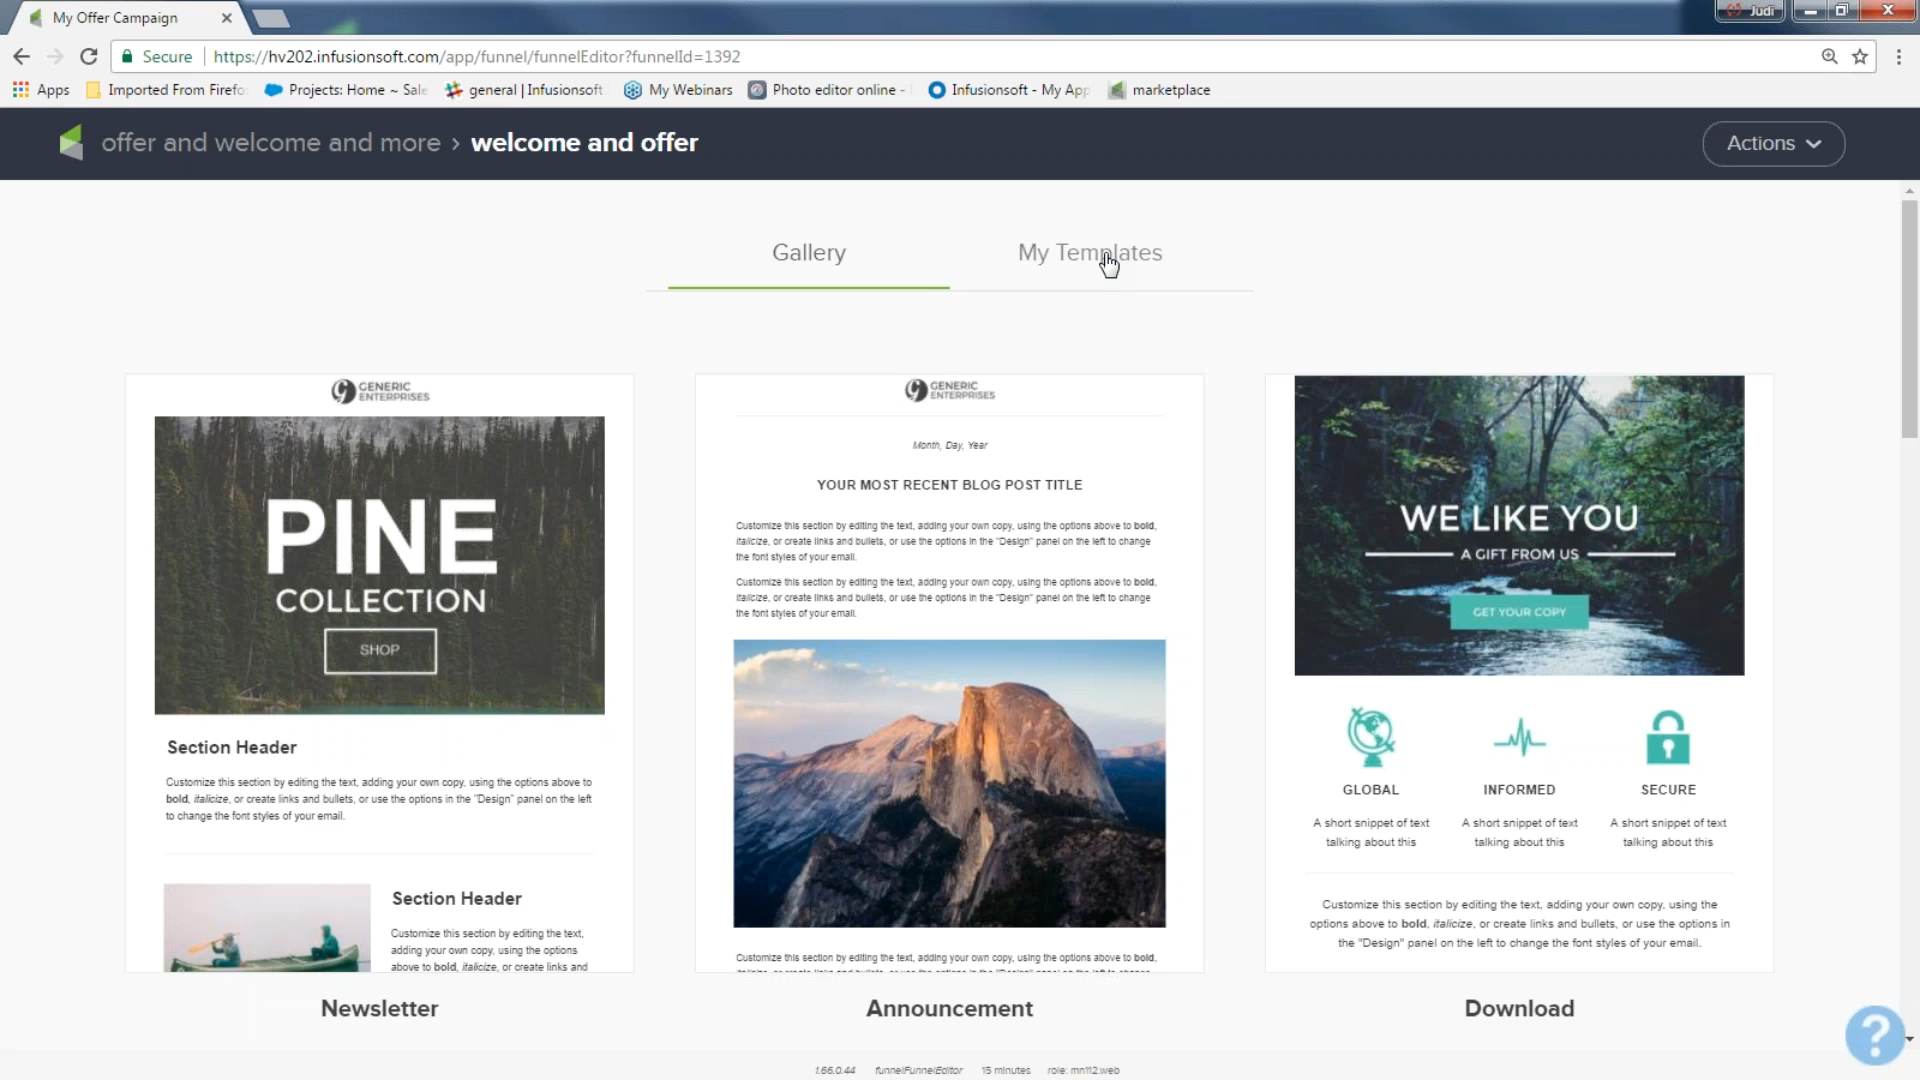 My Offer Campaign
Judi
Secure
https://hv202.infusionsoft.com/app/funnel/funnelEditor?funnelId=1392
Apps
Imported From Firefo
Projects: Home ~ Sale
general | Infusionsoft
My Webinars
Photo editor online -
Infusionsoft - My App
marketplace
offer and welcome and more › welcome and offer
Actions
Gallery
My Templates
GENERIC
ENTERPRISES
PINE
COLLECTION
SHOP
Section Header
Customize this section by editing the text, adding your own copy, using the options above to
bold, italicize, or create links and bullets, or use the options in the "Design" panel on the left
to change the font styles of your email.
Section Header
Customize this section by editing the text,
adding your own copy, using the options
above to bold, italicize, or create links and
Newsletter
GENERIC
ENTERPRISES
Month, Day, Year
YOUR MOST RECENT BLOG POST TITLE
Customize this section by editing the text, adding your own copy, using the options above to bold,
italicize, or create links and bullets, or use the options in the "Design" panel on the left to change
the font styles of your email.
Customize this section by editing the text, adding your own copy, using the options above to bold,
italicize, or create links and bullets, or use the options in the "Design" panel on the left to change
the font styles of your email.
Customize this section by editing the text, adding your own copy, using the options above to bold,
Announcement
WE LIKE YOU
A GIFT FROM US
GET YOUR COPY
GLOBAL
A short snippet of text
talking about this
INFORMED
A short snippet of text
talking about this
SECURE
A short snippet of text
talking about this
Customize this section by editing the text, adding your own copy, using the
options above to bold, italicize, or create links and bullets, or use the options in
the "Design" panel on the left to change the font styles of your email.
Download
?
1.66.0.44 funnelFunnelEditor 15 minutes role: mn112.web